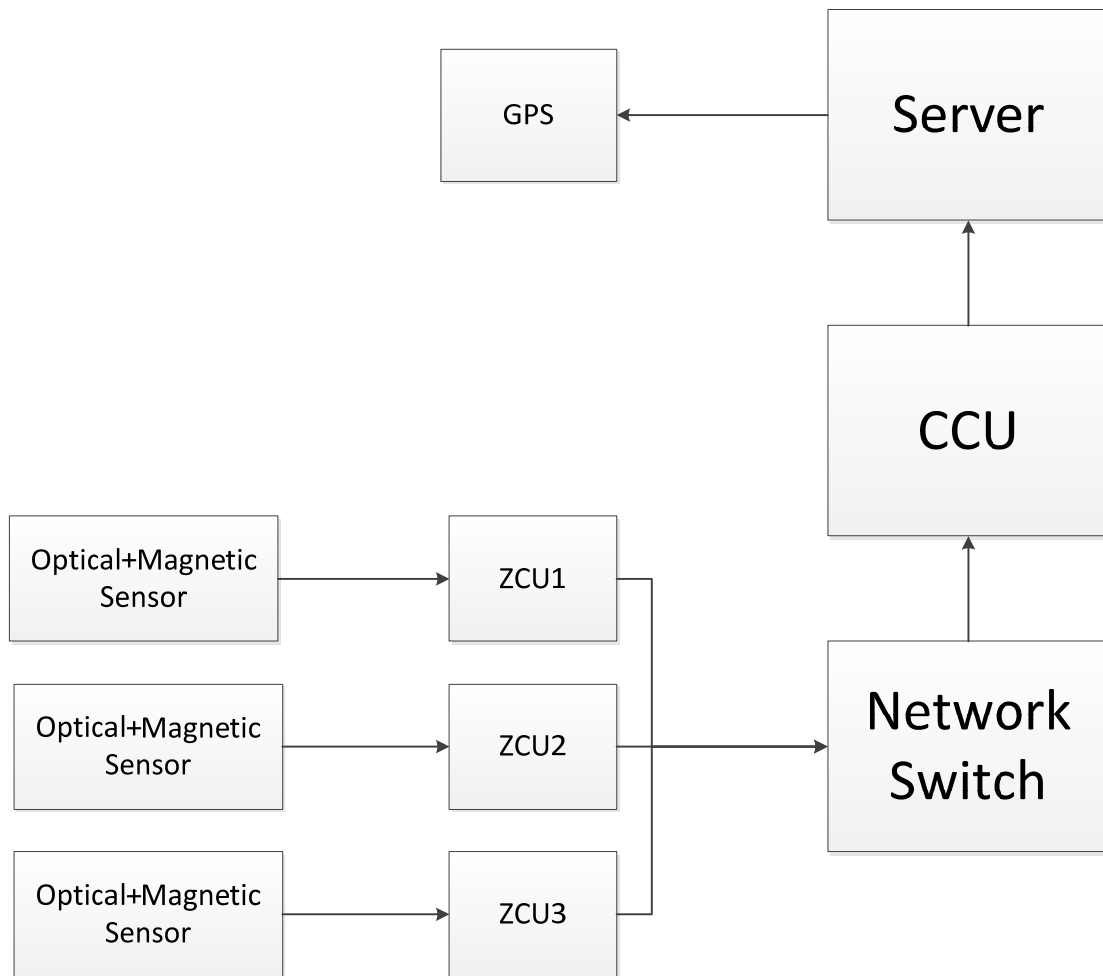 GPS
Server
CCU
Optical+Magnetic
Sensor
ZCU1
Optical+Magnetic
Sensor
ZCU2
Network
Switch
Optical+Magnetic
Sensor
ZCU3